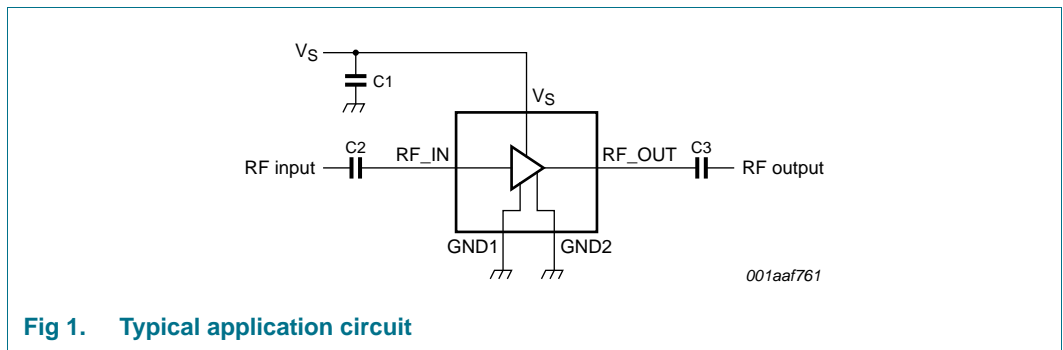 VS
C1
VS
C2
RF_IN
RF_OUT
C3
RF input
RF output
GND1
GND2
001aaf761
Fig 1. Typical application circuit